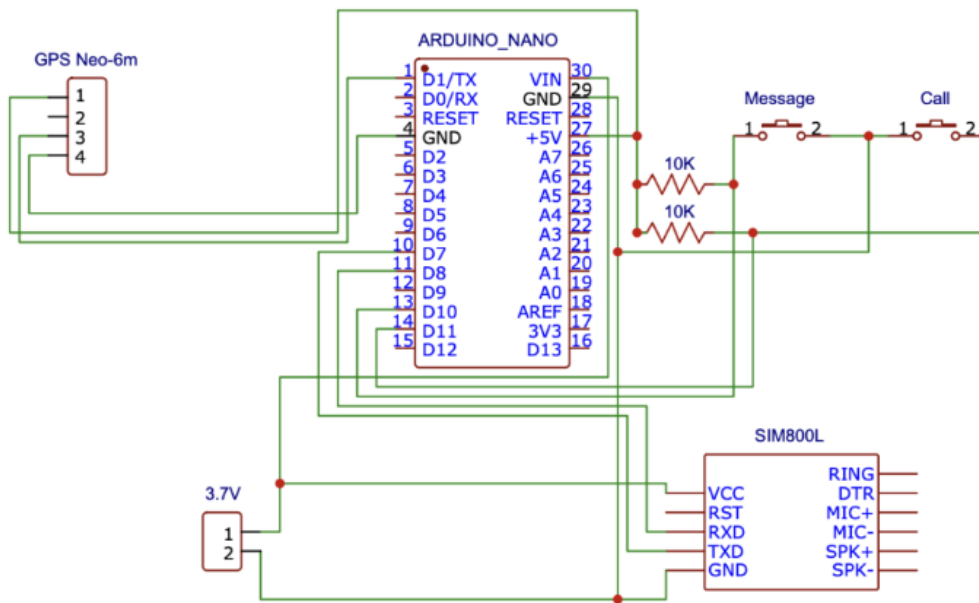 ARDUINO_NANO
GPS Neo-6m
1
2
3
4
1 D1/TX VIN 30
2 D0/RX GND 29
3 RESET RESET 28
4 GND +5V 27
5 D2 A7 26
6 D3 A6 25
7 D4 A5 24
8 D5 A4 23
9 D6 A3 22
10 D7 A2 21
11 D8 A1 20
12 D9 A0 19
13 D10 AREF 18
14 D11 3V3 17
15 D12 D13 16
Message
1 2
Call
1 2
10K
10K
3.7V
1
2
SIM800L
RING
VCC DTR
RST MIC+
RXD MIC-
TXD SPK+
GND SPK-